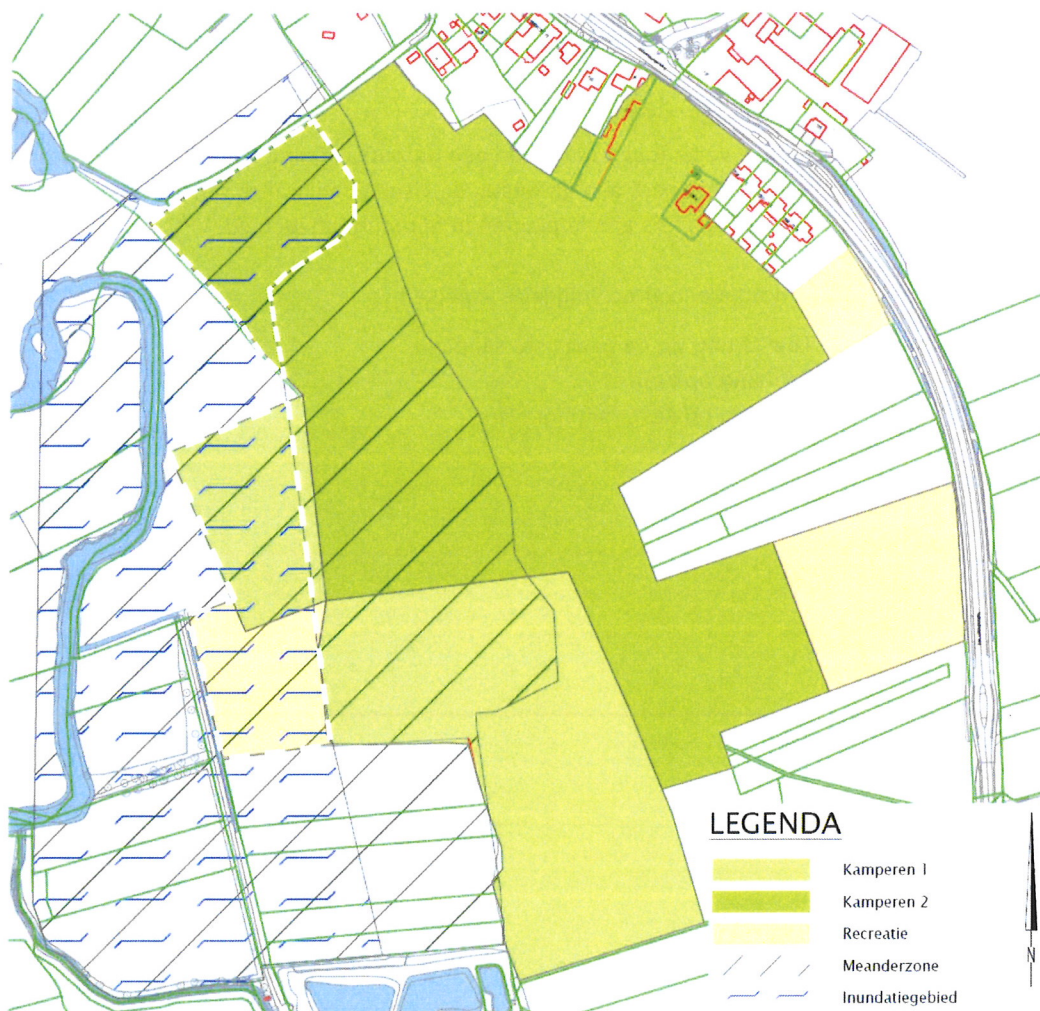 LEGENDA
Kamperen 1
Kamperen 2
Recreatie
Meanderzone
Inundatiegebied
N